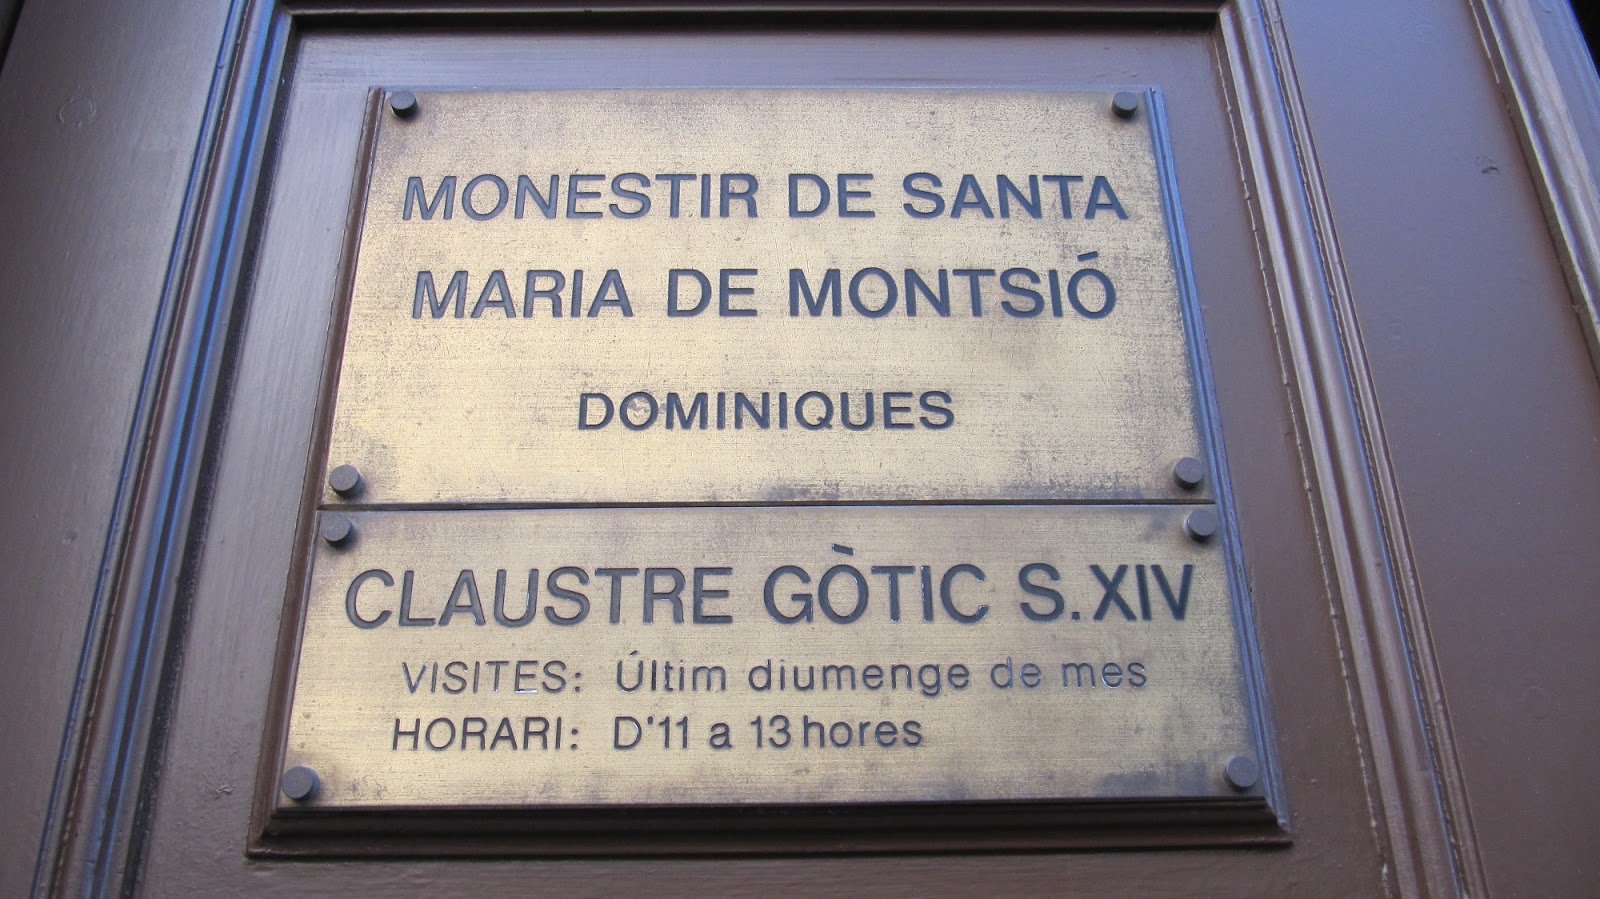 MONESTIR DE SANTA
MARIA DE MONTSIÓ
DOMINIQUES
CLAUSTRE GÒTIC S.XIV
VISITES: Últim diumenge de mes
HORARI: D'11 a 13 hores